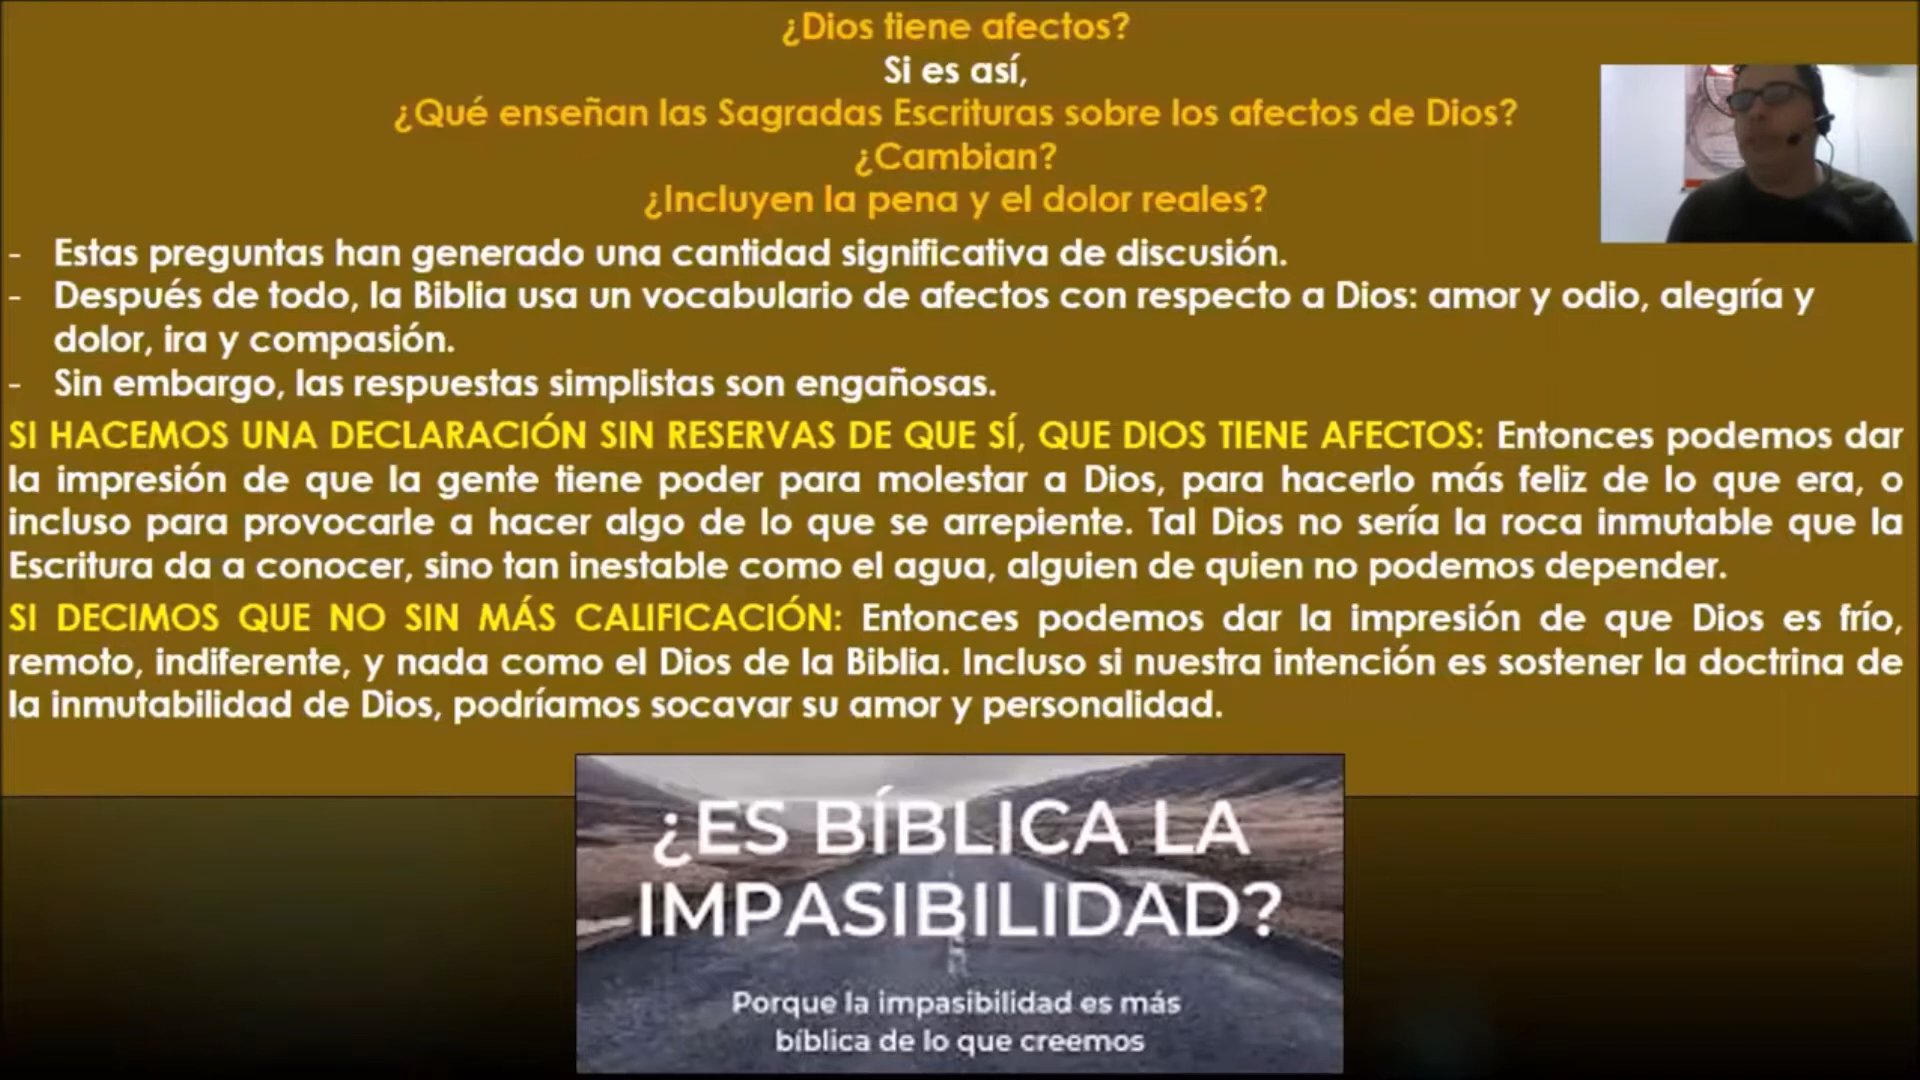 ¿Dios tiene afectos?
Si es así,
¿Qué enseñan las Sagradas Escrituras sobre los afectos de Dios?
¿Cambian?
¿Incluyen la pena y el dolor reales?
- Estas preguntas han generado una cantidad significativa de discusión.
- Después de todo, la Biblia usa un vocabulario de afectos con respecto a Dios: amor y odio, alegría y
dolor, ira y compasión.
- Sin embargo, las respuestas simplistas son engañosas.
SI HACEMOS UNA DECLARACIÓN SIN RESERVAS DE QUE SÍ, QUE DIOS TIENE AFECTOS: Entonces podemos dar
la impresión de que la gente tiene poder para molestar a Dios, para hacerlo más feliz de lo que era, o
incluso para provocarle a hacer algo de lo que se arrepiente. Tal Dios no sería la roca inmutable que la
Escritura da a conocer, sino tan inestable como el agua, alguien de quien no podemos depender.
SI DECIMOS QUE NO SIN MÁS CALIFICACIÓN: Entonces podemos dar la impresión de que Dios es frío,
remoto, indiferente, y nada como el Dios de la Biblia. Incluso si nuestra intención es sostener la doctrina de
la inmutabilidad de Dios, podríamos socavar su amor y personalidad.
¿ES BÍBLICA LA
IMPASIBILIDAD?
Porque la impasibilidad es más
bíblica de lo que creemos